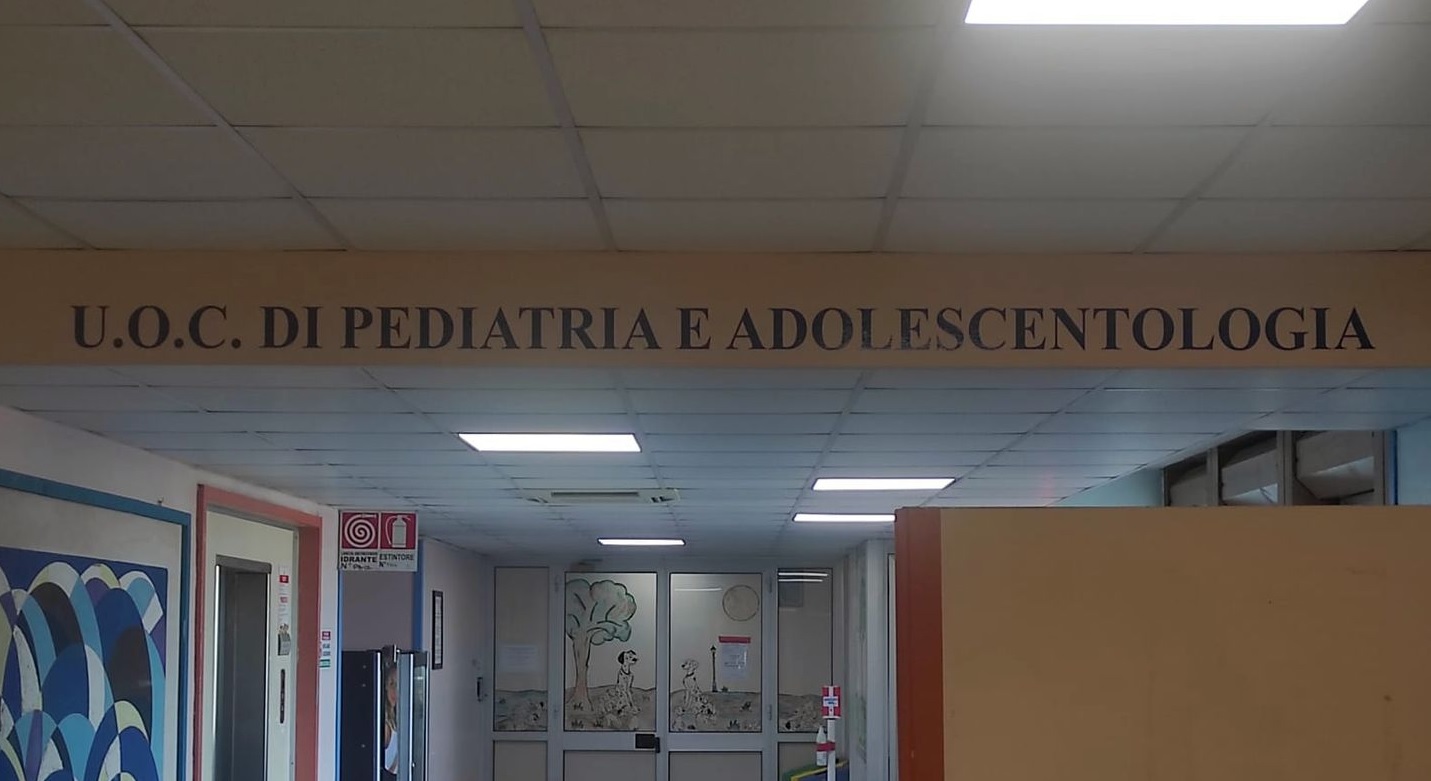 U.O.C. DI PEDIATRIA E ADOLESCENTOLOGIA
IDRANTE
ESTINTORE